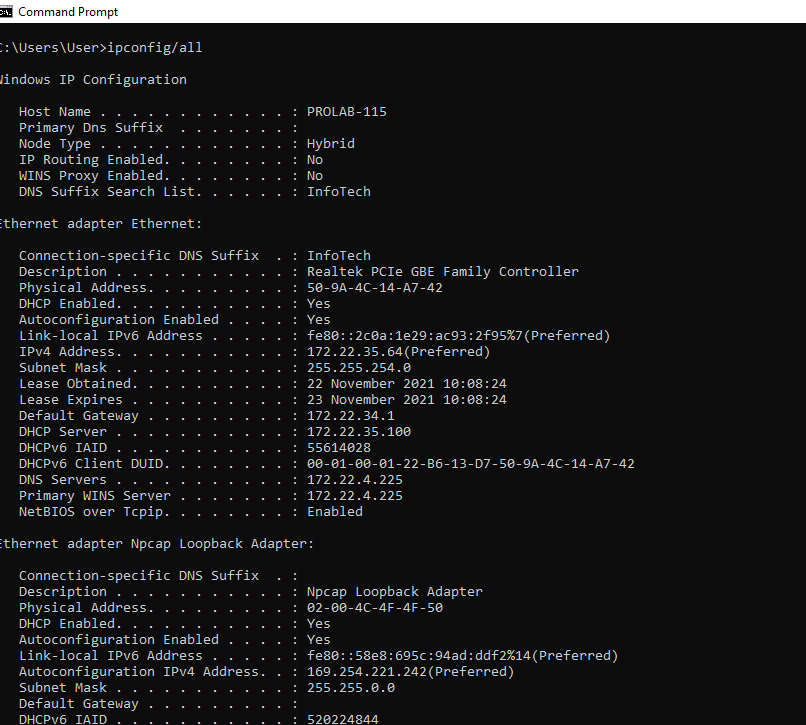 Command Prompt
C:\Users\User>ipconfig/all
Windows IP Configuration
Host Name . . . . . . . . . . . . : PROLAB-115
Primary Dns Suffix . . . . . . . :
Node Type . . . . . . . . . . . . : Hybrid
IP Routing Enabled. . . . . . . . : No
WINS Proxy Enabled. . . . . . . . : No
DNS Suffix Search List. . . . . . : InfoTech
Ethernet adapter Ethernet:
Connection-specific DNS Suffix . : InfoTech
Description . . . . . . . . . . . : Realtek PCIe GBE Family Controller
Physical Address. . . . . . . . . : 50-9A-4C-14-A7-42
DHCP Enabled. . . . . . . . . . . : Yes
Autoconfiguration Enabled . . . . : Yes
Link-local IPv6 Address . . . . . : fe80::2c0a:1e29:ac93:2f95%7(Preferred)
IPv4 Address. . . . . . . . . . . : 172.22.35.64(Preferred)
Subnet Mask . . . . . . . . . . . : 255.255.254.0
Lease Obtained. . . . . . . . . . : 22 November 2021 10:08:24
Lease Expires . . . . . . . . . . : 23 November 2021 10:08:24
Default Gateway . . . . . . . . . : 172.22.34.1
DHCP Server . . . . . . . . . . . : 172.22.35.100
DHCPv6 IAID . . . . . . . . . . . : 55614028
DHCPv6 Client DUID. . . . . . . . : 00-01-00-01-22-B6-13-D7-50-9A-4C-14-A7-42
DNS Servers . . . . . . . . . . . : 172.22.4.225
Primary WINS Server . . . . . . . : 172.22.4.225
NetBIOS over Tcpip. . . . . . . . : Enabled
Ethernet adapter Npcap Loopback Adapter:
Connection-specific DNS Suffix . :
Description . . . . . . . . . . . : Npcap Loopback Adapter
Physical Address. . . . . . . . . : 02-00-4C-4F-4F-50
DHCP Enabled. . . . . . . . . . . : Yes
Autoconfiguration Enabled . . . . : Yes
Link-local IPv6 Address . . . . . : fe80::58e8:695c:94ad:ddf2%14(Preferred)
Autoconfiguration IPv4 Address. . : 169.254.221.242(Preferred)
Subnet Mask . . . . . . . . . . . : 255.255.0.0
Default Gateway . . . . . . . . . :
DHCPv6 IAID . . . . . . . . . . . : 520224844